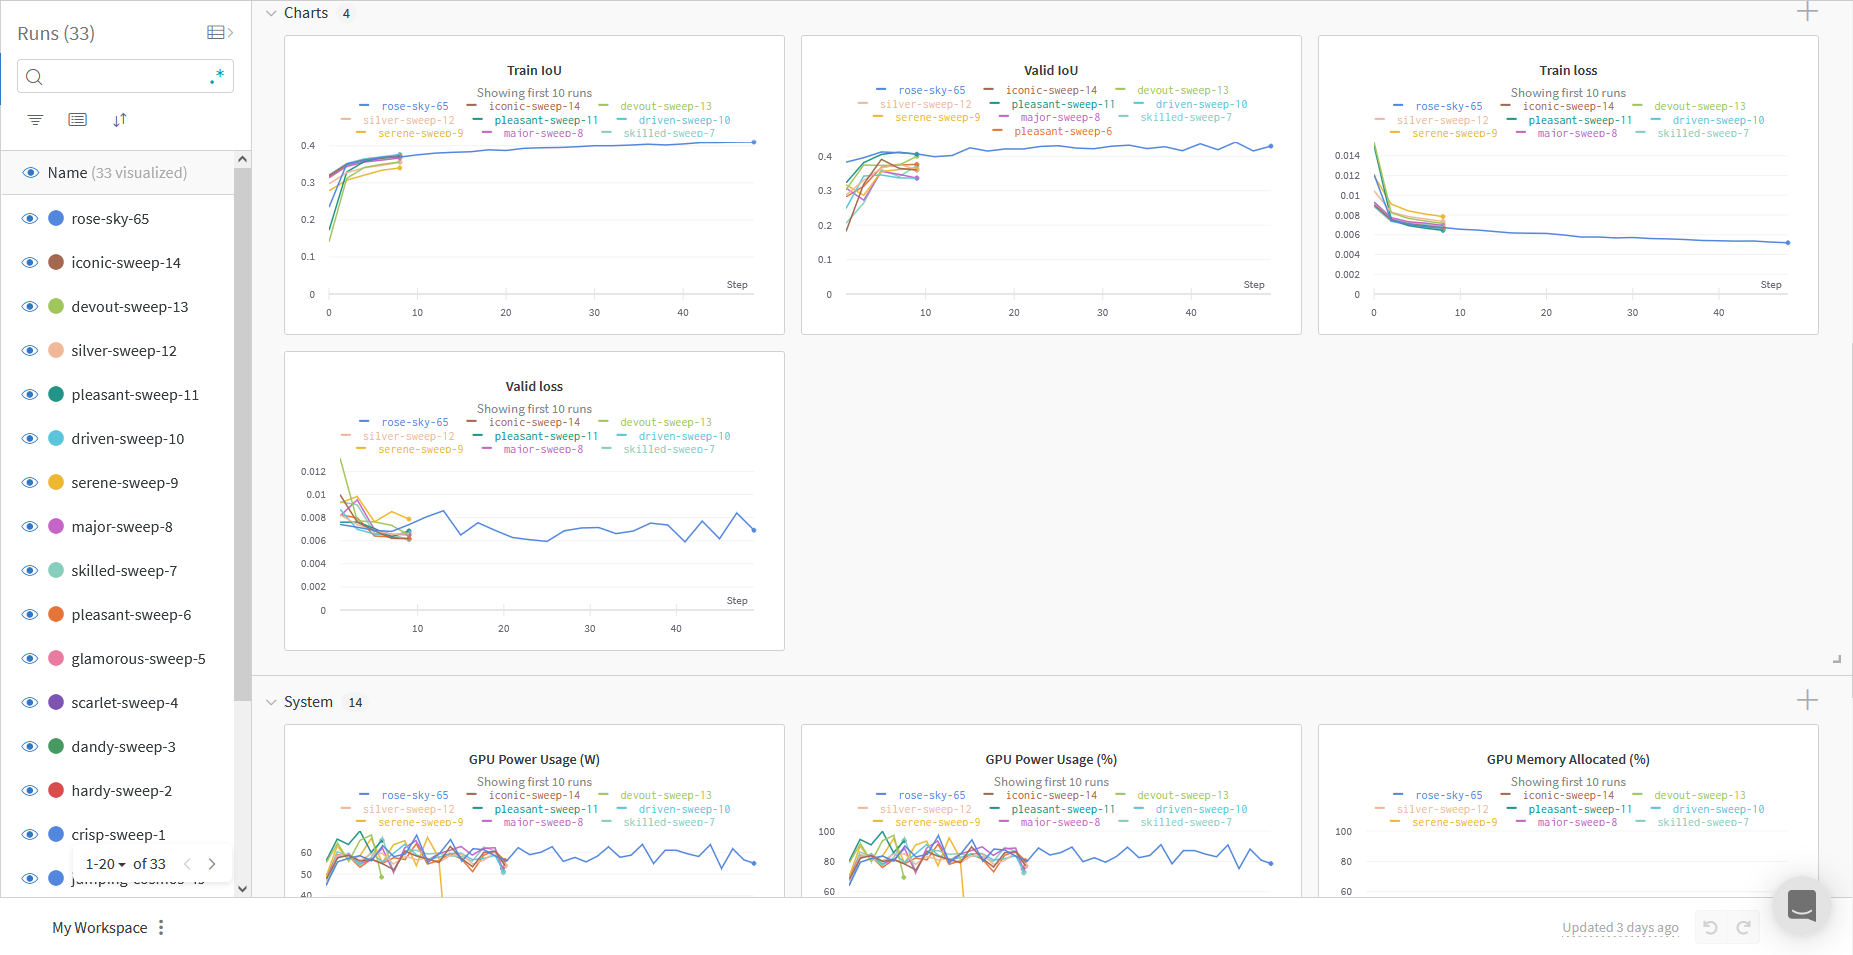 Runs (33)
.*
Name (33 visualized)
rose-sky-65
iconic-sweep-14
devout-sweep-13
silver-sweep-12
pleasant-sweep-11
driven-sweep-10
serene-sweep-9
major-sweep-8
skilled-sweep-7
pleasant-sweep-6
glamorous-sweep-5
scarlet-sweep-4
dandy-sweep-3
hardy-sweep-2
crisp-sweep-1
1-20 of 33
My Workspace
Charts 4
Train IoU
Showing first 10 runs
rose-sky-65 iconic-sweep-14 devout-sweep-13
silver-sweep-12 pleasant-sweep-11 driven-sweep-10
serene-sweep-9 major-sweep-8 skilled-sweep-7
0.4
0.3
0.2
0.1
0
Step
0 10 20 30 40
Valid IoU
rose-sky-65 iconic-sweep-14 devout-sweep-13
silver-sweep-12 pleasant-sweep-11 driven-sweep-10
serene-sweep-9 major-sweep-8 skilled-sweep-7
pleasant-sweep-6
0.4
0.3
0.2
0.1
0
Step
10 20 30 40
Train loss
Showing first 10 runs
rose-sky-65 iconic-sweep-14 devout-sweep-13
silver-sweep-12 pleasant-sweep-11 driven-sweep-10
serene-sweep-9 major-sweep-8 skilled-sweep-7
0.014
0.012
0.01
0.008
0.006
0.004
0.002
0
Step
0 10 20 30 40
Valid loss
Showing first 10 runs
rose-sky-65 iconic-sweep-14 devout-sweep-13
silver-sweep-12 pleasant-sweep-11 driven-sweep-10
serene-sweep-9 major-sweep-8 skilled-sweep-7
0.012
0.01
0.008
0.006
0.004
0.002
0
Step
10 20 30 40
System 14
GPU Power Usage (W)
Showing first 10 runs
rose-sky-65 iconic-sweep-14 devout-sweep-13
silver-sweep-12 pleasant-sweep-11 driven-sweep-10
serene-sweep-9 major-sweep-8 skilled-sweep-7
60
50
40
GPU Power Usage (%)
Showing first 10 runs
rose-sky-65 iconic-sweep-14 devout-sweep-13
silver-sweep-12 pleasant-sweep-11 driven-sweep-10
serene-sweep-9 major-sweep-8 skilled-sweep-7
100
80
60
GPU Memory Allocated (%)
Showing first 10 runs
rose-sky-65 iconic-sweep-14 devout-sweep-13
silver-sweep-12 pleasant-sweep-11 driven-sweep-10
serene-sweep-9 major-sweep-8 skilled-sweep-7
100
80
60
Updated 3 days ago